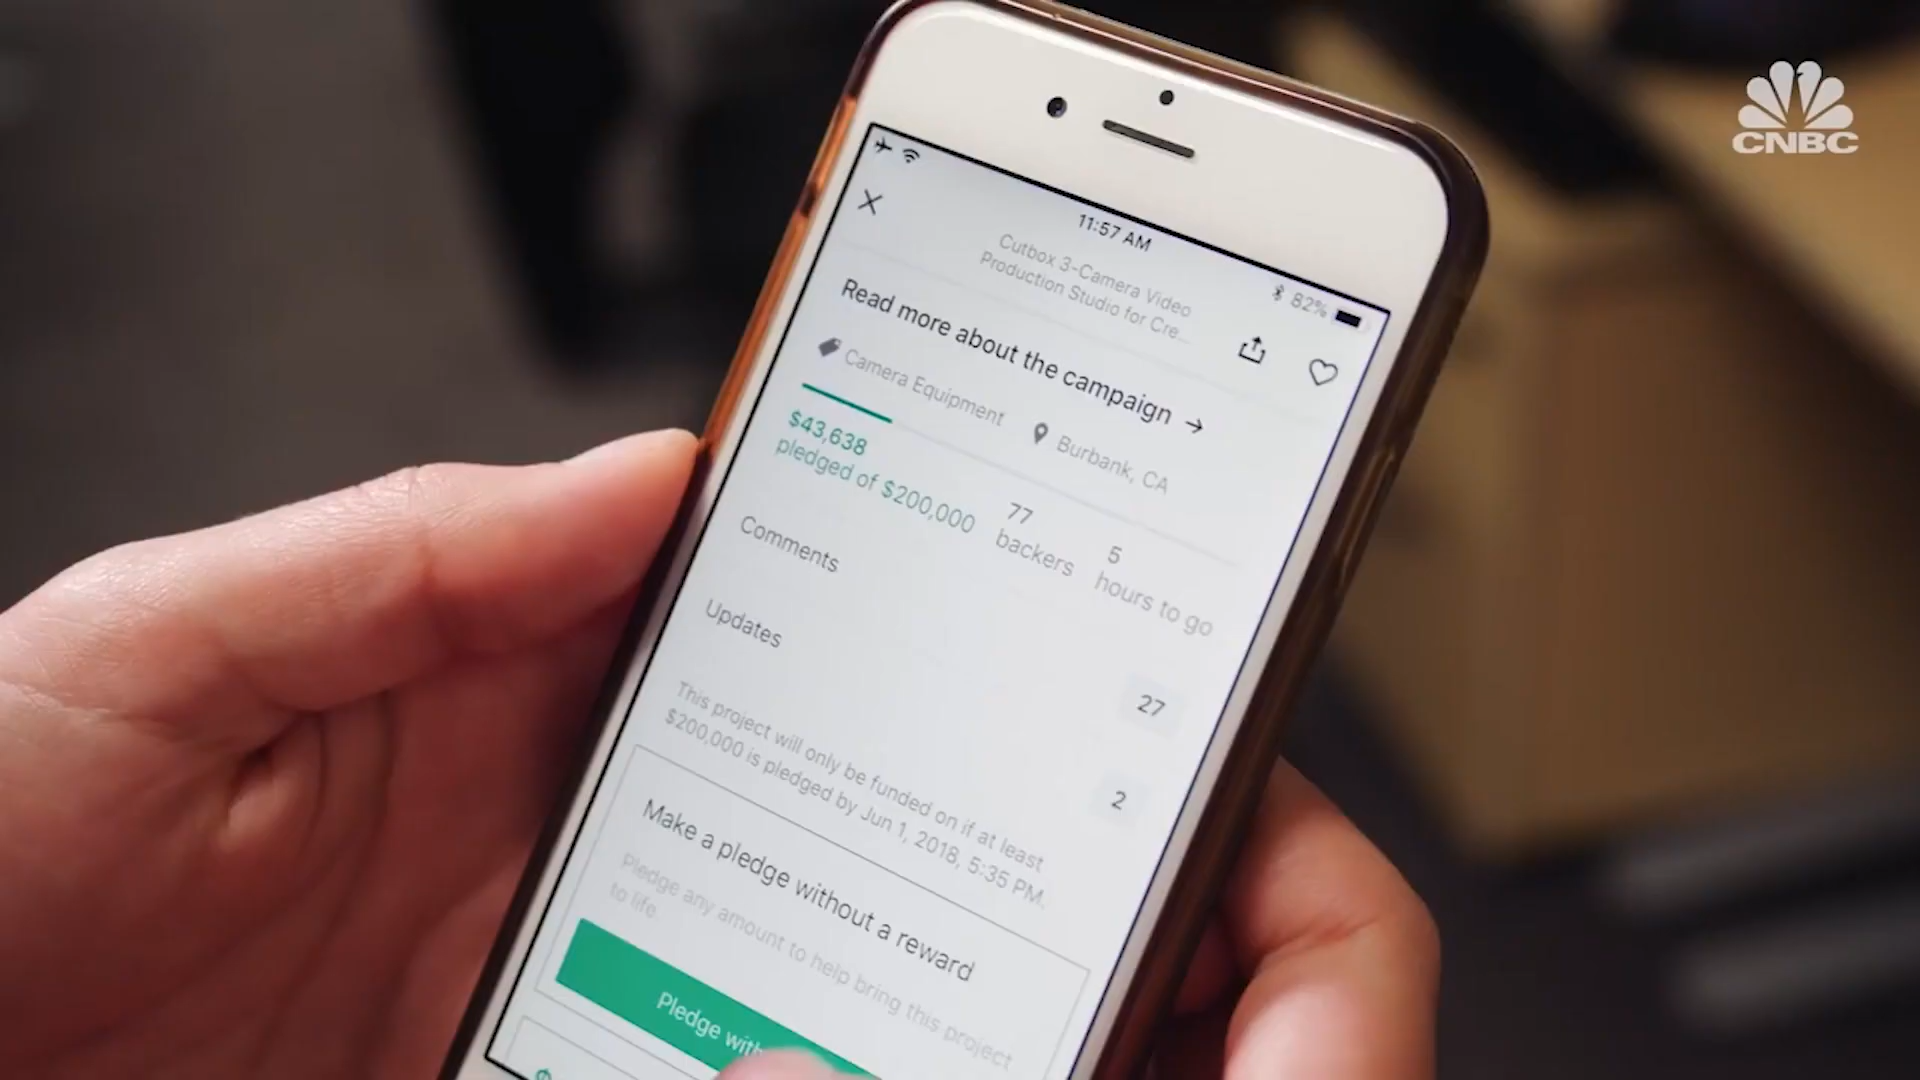 CNBC
11:57 AM
82%
Cutbox 3-Camera Video
Production Studio for Cre...
Read more about the campaign →
Camera Equipment
Burbank, CA
$43,638
pledged of $200,000
77
backers
5
hours to go
Comments
27
Updates
2
This project will only be funded on if at least
$200,000 is pledged by Jun 1, 2018, 5:35 PM.
Make a pledge without a reward
Pledge any amount to help bring this project
to life.
Pledge with